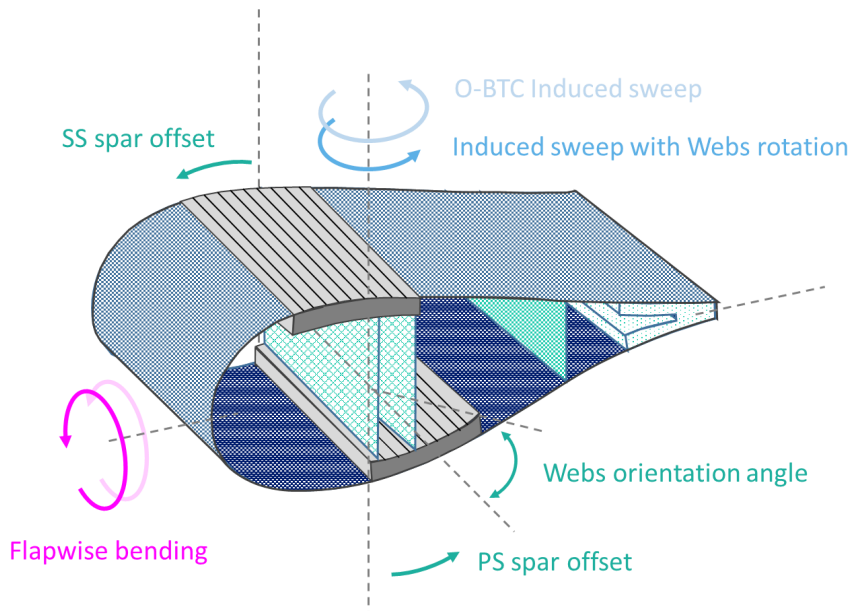 O-BTC Induced sweep
SS spar offset
Induced sweep with Webs rotation
Webs orientation angle
Flapwise bending
PS spar offset